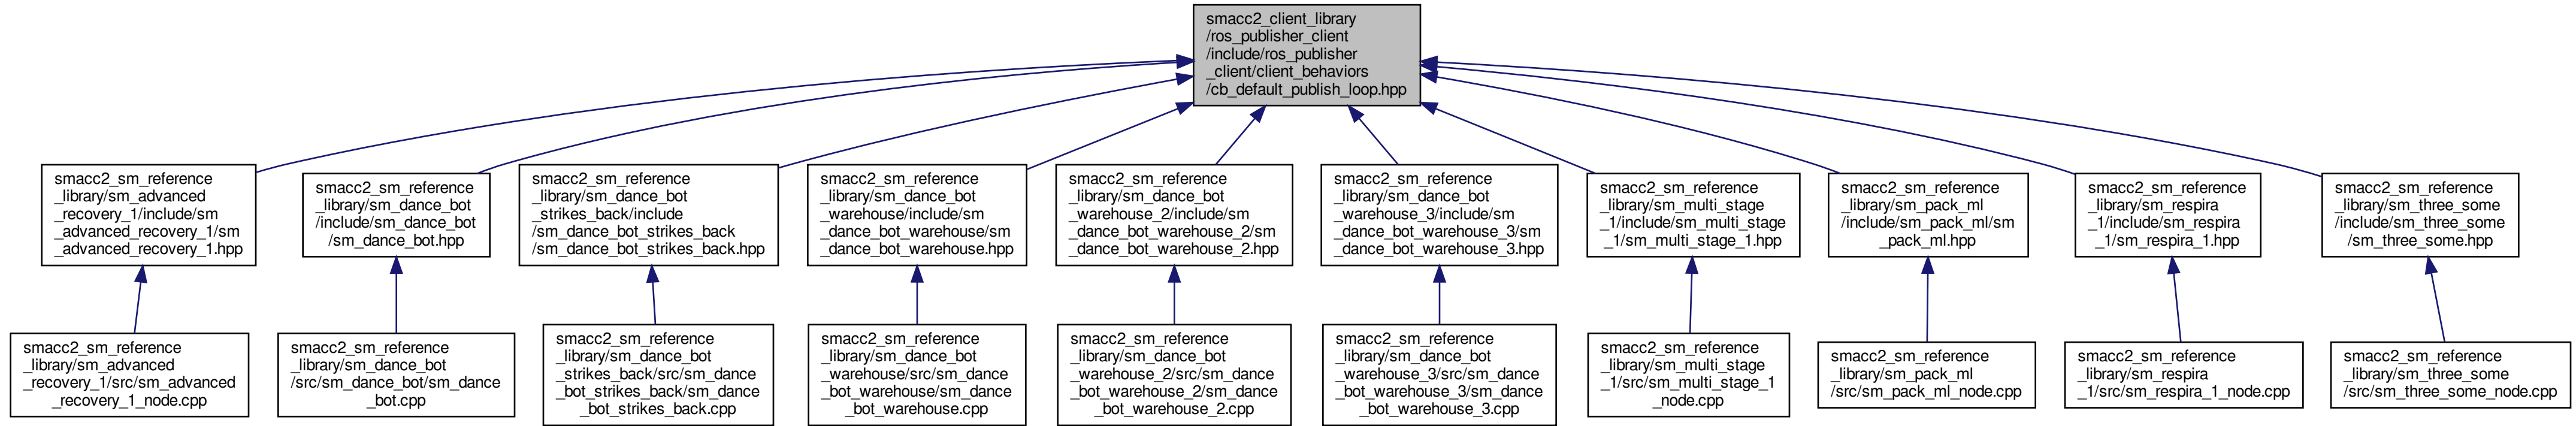 smacc2_client_library
/ros_publisher_client
/include/ros_publisher
_client/client_behaviors
/cb_default_publish_loop.hpp
smacc2_sm_reference
_library/sm_advanced
_recovery_1/include/sm
_advanced_recovery_1/sm
_advanced_recovery_1.hpp
smacc2_sm_reference
_library/sm_dance_bot
/include/sm_dance_bot
/sm_dance_bot.hpp
smacc2_sm_reference
_library/sm_dance_bot
_strikes_back/include
/sm_dance_bot_strikes_back
/sm_dance_bot_strikes_back.hpp
smacc2_sm_reference
_library/sm_dance_bot
_warehouse/include/sm
_dance_bot_warehouse/sm
_dance_bot_warehouse.hpp
smacc2_sm_reference
_library/sm_dance_bot
_warehouse_2/include/sm
_dance_bot_warehouse_2/sm
_dance_bot_warehouse_2.hpp
smacc2_sm_reference
_library/sm_dance_bot
_warehouse_3/include/sm
_dance_bot_warehouse_3/sm
_dance_bot_warehouse_3.hpp
smacc2_sm_reference
_library/sm_multi_stage
_1/include/sm_multi_stage
_1/sm_multi_stage_1.hpp
smacc2_sm_reference
_library/sm_pack_ml
/include/sm_pack_ml/sm
_pack_ml.hpp
smacc2_sm_reference
_library/sm_respira
_1/include/sm_respira
_1/sm_respira_1.hpp
smacc2_sm_reference
_library/sm_three_some
/include/sm_three_some
/sm_three_some.hpp
smacc2_sm_reference
_library/sm_advanced
_recovery_1/src/sm_advanced
_recovery_1_node.cpp
smacc2_sm_reference
_library/sm_dance_bot
/src/sm_dance_bot/sm_dance
_bot.cpp
smacc2_sm_reference
_library/sm_dance_bot
_strikes_back/src/sm_dance
_bot_strikes_back/sm_dance
_bot_strikes_back.cpp
smacc2_sm_reference
_library/sm_dance_bot
_warehouse/src/sm_dance
_bot_warehouse/sm_dance
_bot_warehouse.cpp
smacc2_sm_reference
_library/sm_dance_bot
_warehouse_2/src/sm_dance
_bot_warehouse_2/sm_dance
_bot_warehouse_2.cpp
smacc2_sm_reference
_library/sm_dance_bot
_warehouse_3/src/sm_dance
_bot_warehouse_3/sm_dance
_bot_warehouse_3.cpp
smacc2_sm_reference
_library/sm_multi_stage
_1/src/sm_multi_stage_1
_node.cpp
smacc2_sm_reference
_library/sm_pack_ml
/src/sm_pack_ml_node.cpp
smacc2_sm_reference
_library/sm_respira
_1/src/sm_respira_1_node.cpp
smacc2_sm_reference
_library/sm_three_some
/src/sm_three_some_node.cpp